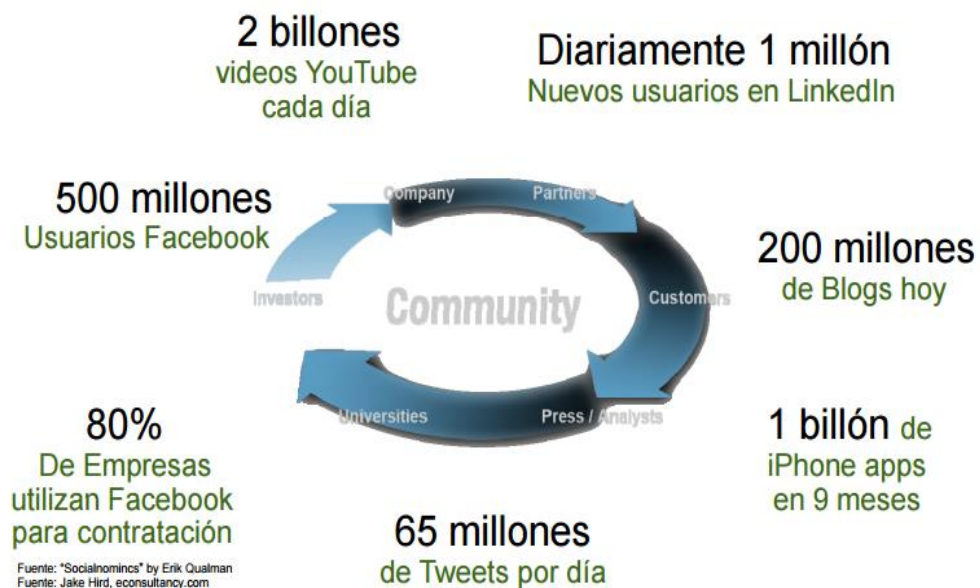 2 billones
videos YouTube
cada día
Diariamente 1 millón
Nuevos usuarios en LinkedIn
500 millones
Usuarios Facebook
Company
Partners
200 millones
de Blogs hoy
Investors
Community
Customers
Universities
Press / Analysts
80%
De Empresas
utilizan Facebook
para contratación
1 billón de
iPhone apps
en 9 meses
65 millones
de Tweets por día
Fuente: "Socialnomincs" by Erik Qualman
Fuente: Jake Hird, econsultancy.com